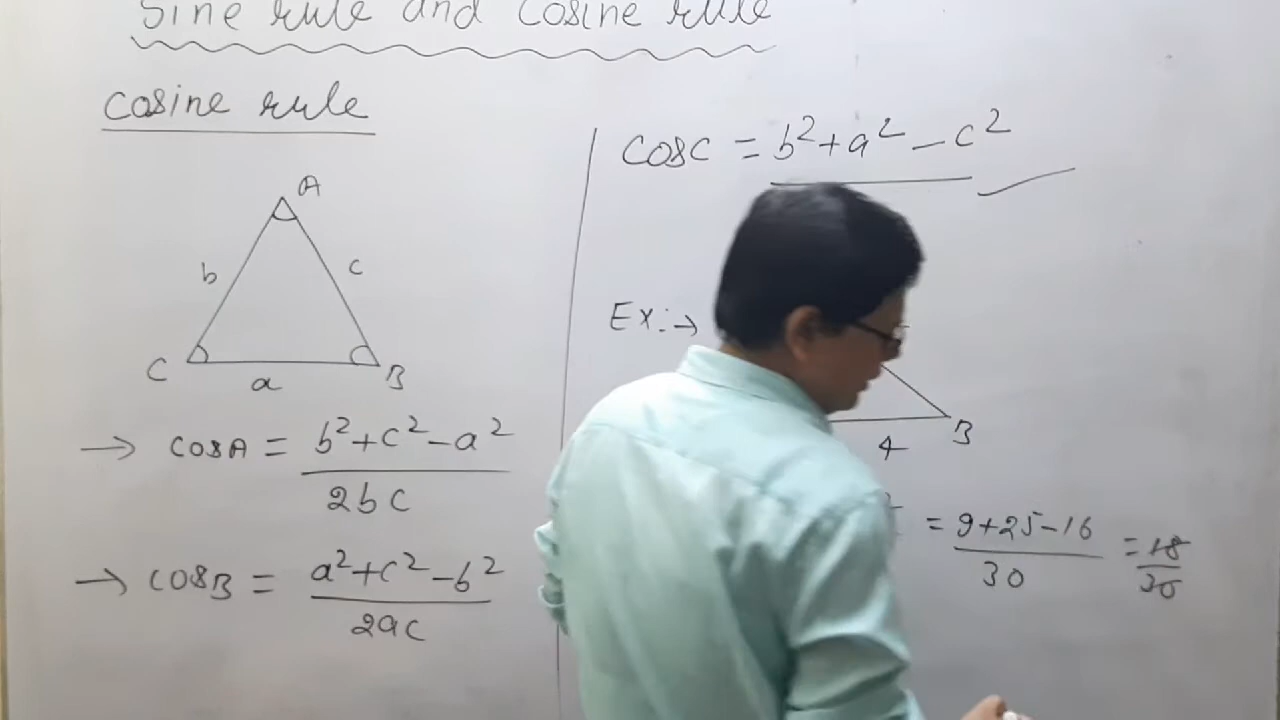 Sine rule and Cosine rule
cosine rule
A
b c
C a B
→ cosA = b²+c²-a²
2bc
→ cosB = a²+c²-b²
2ac
cosC = b²+a²-c²
Ex:→
B
4
= 9+25-16 = 18
30 30